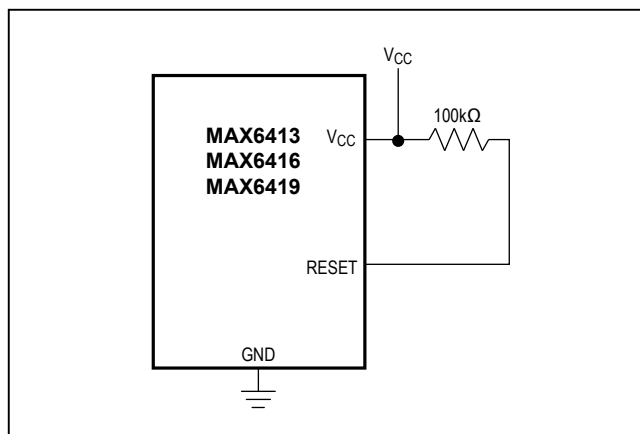 VCC
100kΩ
MAX6413
MAX6416
MAX6419
VCC
RESET
GND